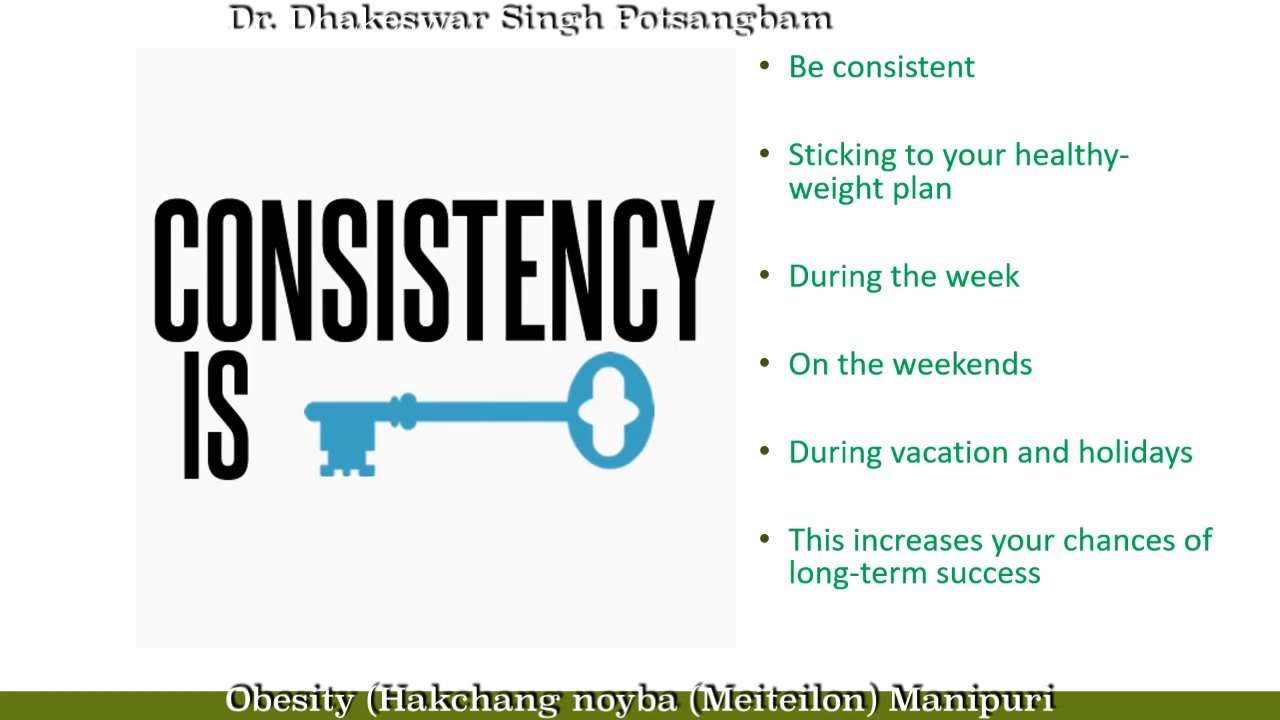 Dr. Dhakeswar Singh Potsangbam
CONSISTENCY
IS
• Be consistent
• Sticking to your healthy-
weight plan
• During the week
• On the weekends
• During vacation and holidays
• This increases your chances of
long-term success
Obesity (Hakchang noyba (Meiteilon) Manipuri